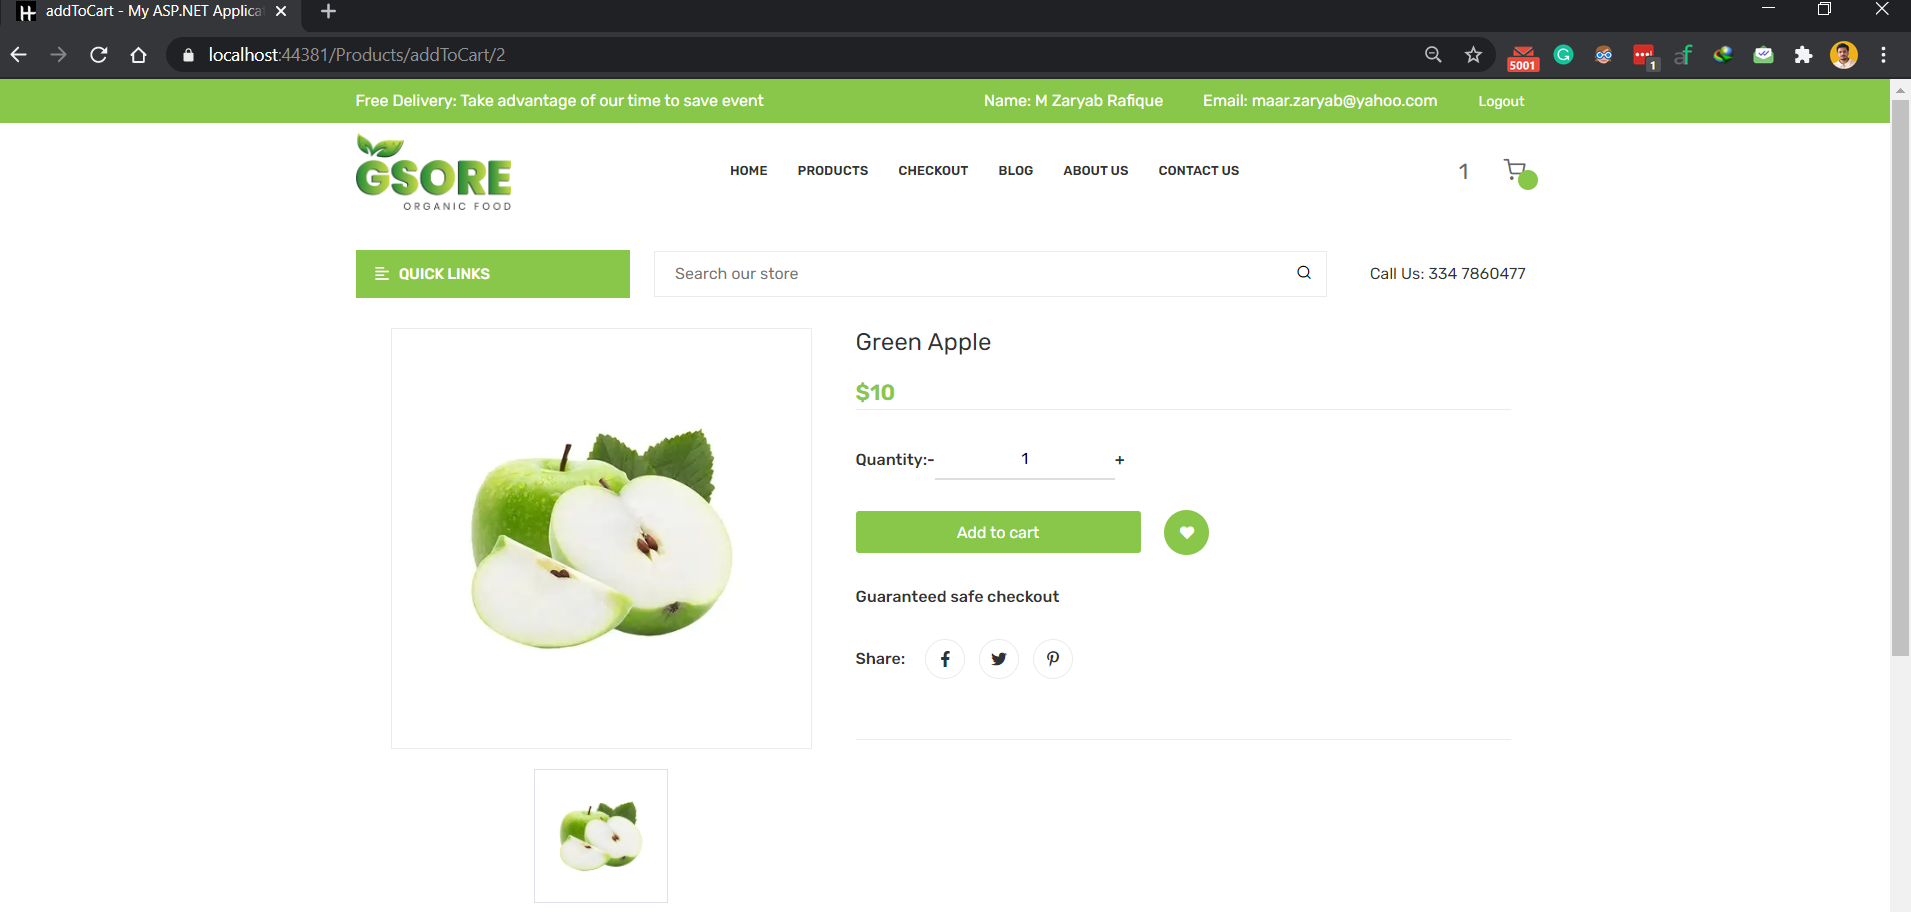 addToCart - My ASP.NET Applica
localhost:44381/Products/addToCart/2
5001
1
Free Delivery: Take advantage of our time to save event
Name: M Zaryab Rafique
Email: maar.zaryab@yahoo.com
Logout
GSORE
ORGANIC FOOD
HOME
PRODUCTS
CHECKOUT
BLOG
ABOUT US
CONTACT US
1
QUICK LINKS
Search our store
Call Us: 334 7860477
Green Apple
$10
Quantity:- 1 +
Add to cart
Guaranteed safe checkout
Share: